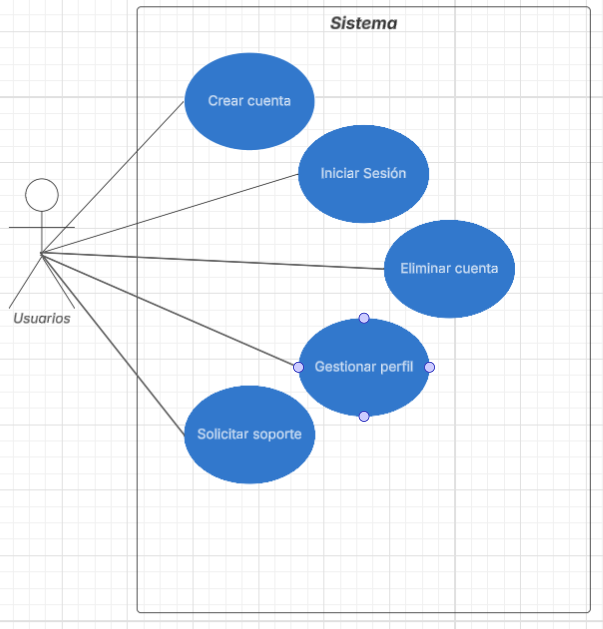 Sistema
Crear cuenta
Iniciar Sesión
Eliminar cuenta
Usuarios
Gestionar perfil
Solicitar soporte